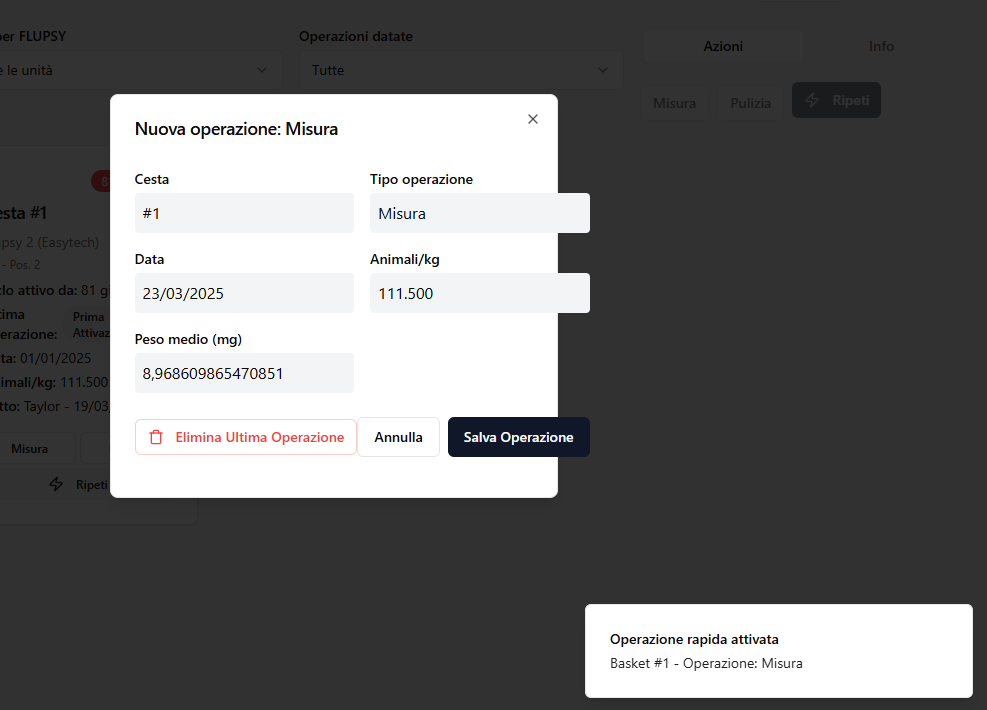 per FLUPSY
Operazioni datate
Azioni
Info
e le unità
Tutte
Misura
Pulizia
Ripeti
Nuova operazione: Misura
Cesta
Tipo operazione
#1
Misura
Data
Animali/kg
23/03/2025
111.500
Peso medio (mg)
8,968609865470851
Elimina Ultima Operazione
Annulla
Salva Operazione
8
esta #1
upsy 2 (Easytech)
- Pos. 2
clo attivo da: 81 g
tima
erazione:
Prima
Attivaz
ta: 01/01/2025
imali/kg: 111.500
tto: Taylor - 19/03
Misura
Ripeti
Operazione rapida attivata
Basket #1 - Operazione: Misura